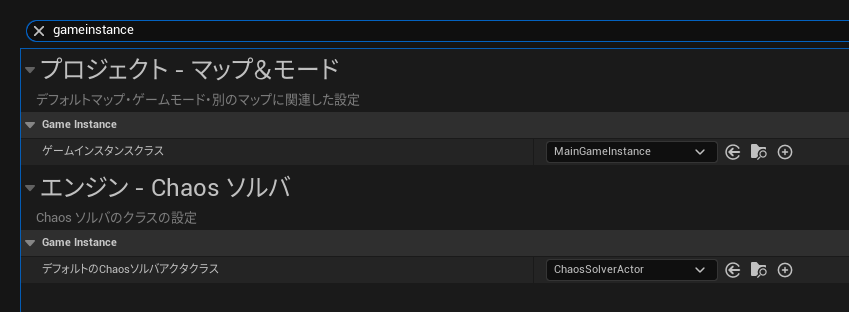 gameinstance
プロジェクト - マップ＆モード
デフォルトマップ・ゲームモード・別のマップに関連した設定
Game Instance
ゲームインスタンスクラス
MainGameInstance
エンジン - Chaos ソルバ
Chaos ソルバのクラスの設定
Game Instance
デフォルトのChaosソルバアクタクラス
ChaosSolverActor